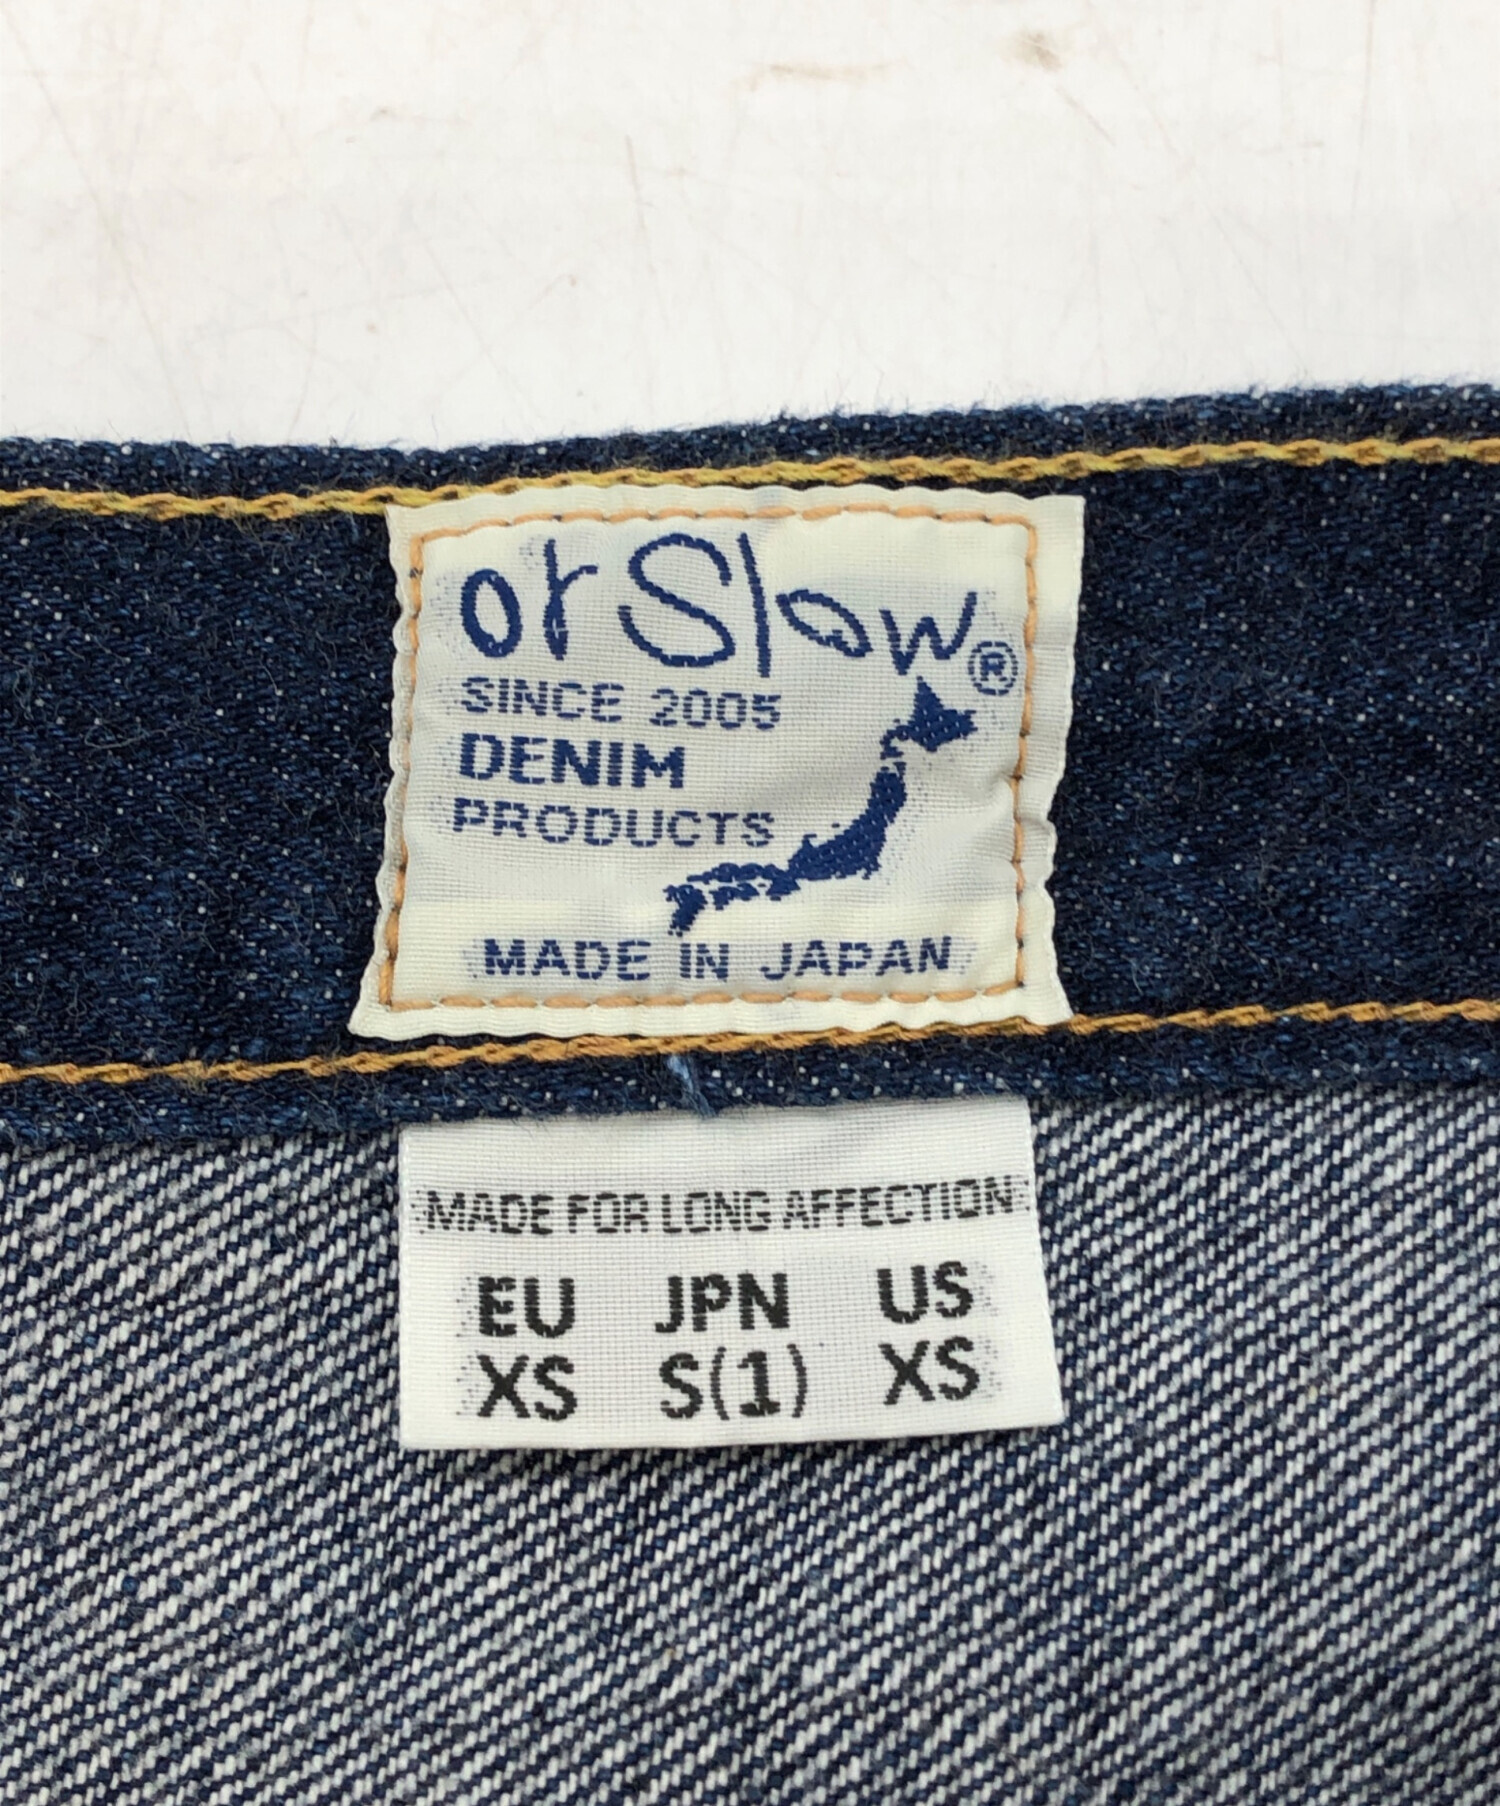 or Slow®
SINCE 2005
DENIM
PRODUCTS
MADE IN JAPAN
MADE FOR LONG AFFECTION
EU JPN US
XS S(1) XS